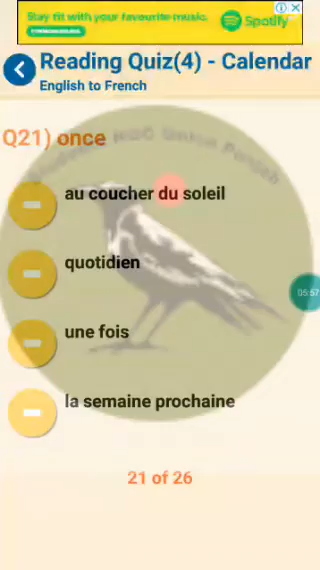 Stay fit with your favourite music.
Spotify
Reading Quiz(4) - Calendar
English to French
Q21) once
au coucher du soleil
quotidien
05:57
une fois
la semaine prochaine
21 of 26